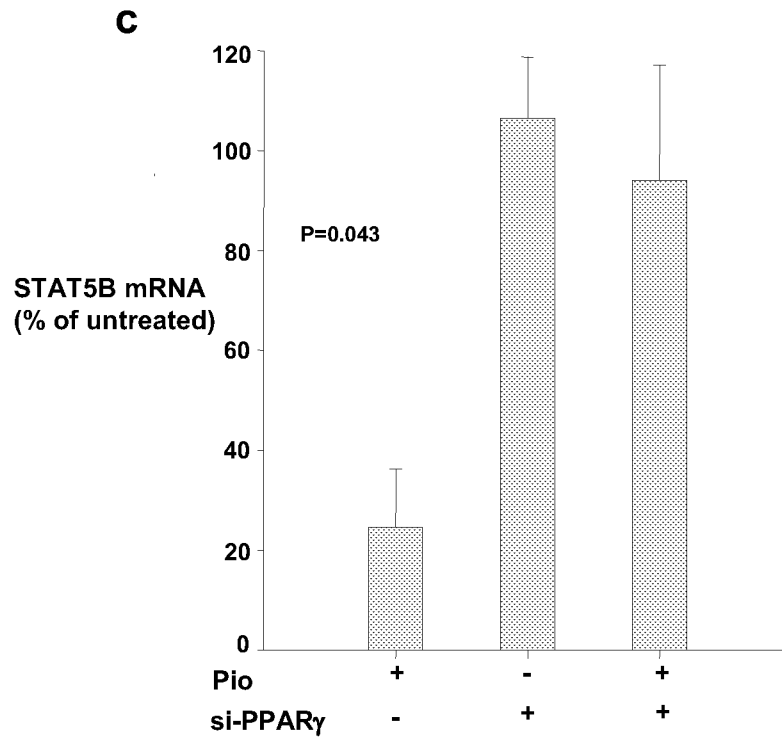 c
120
100
P=0.043
80
STAT5B mRNA
(% of untreated)
60
40
20
0
Pio + - +
si-PPARγ - + +